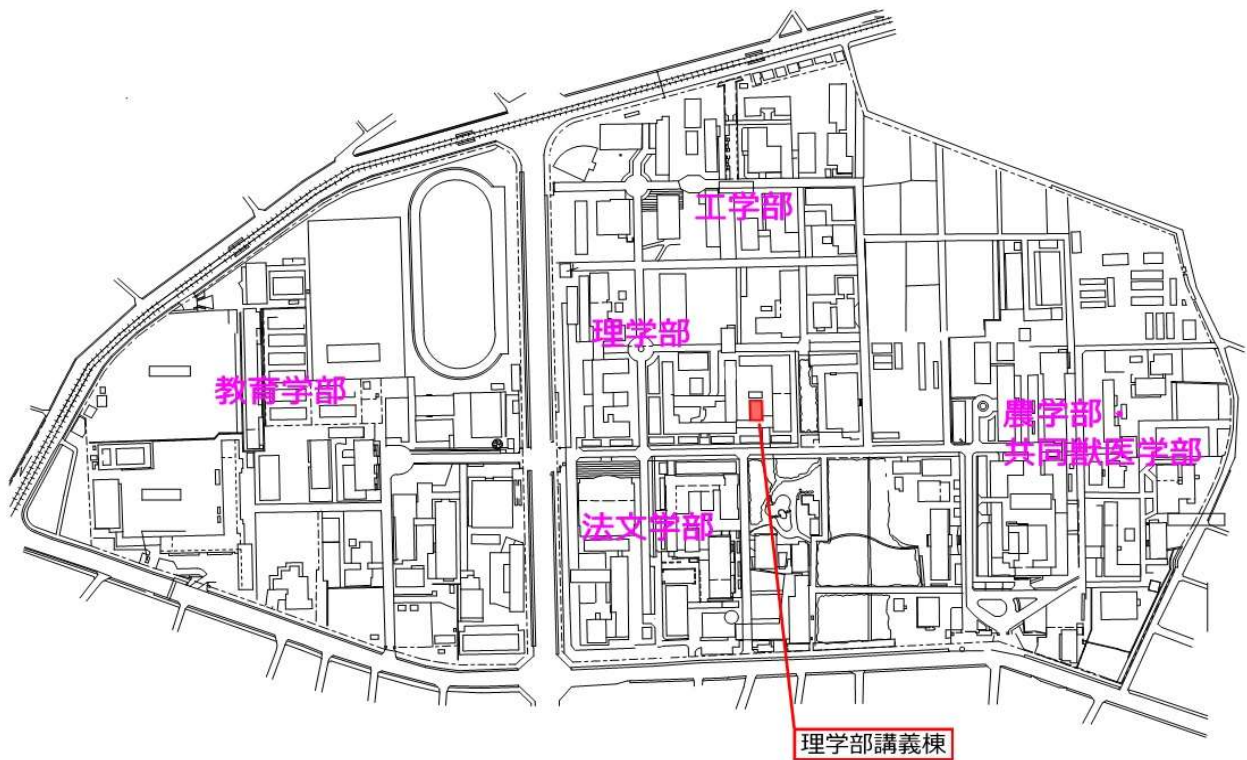 工学部
理学部
教育学部
農学部・
共同獣医学部
法文学部
理学部講義棟